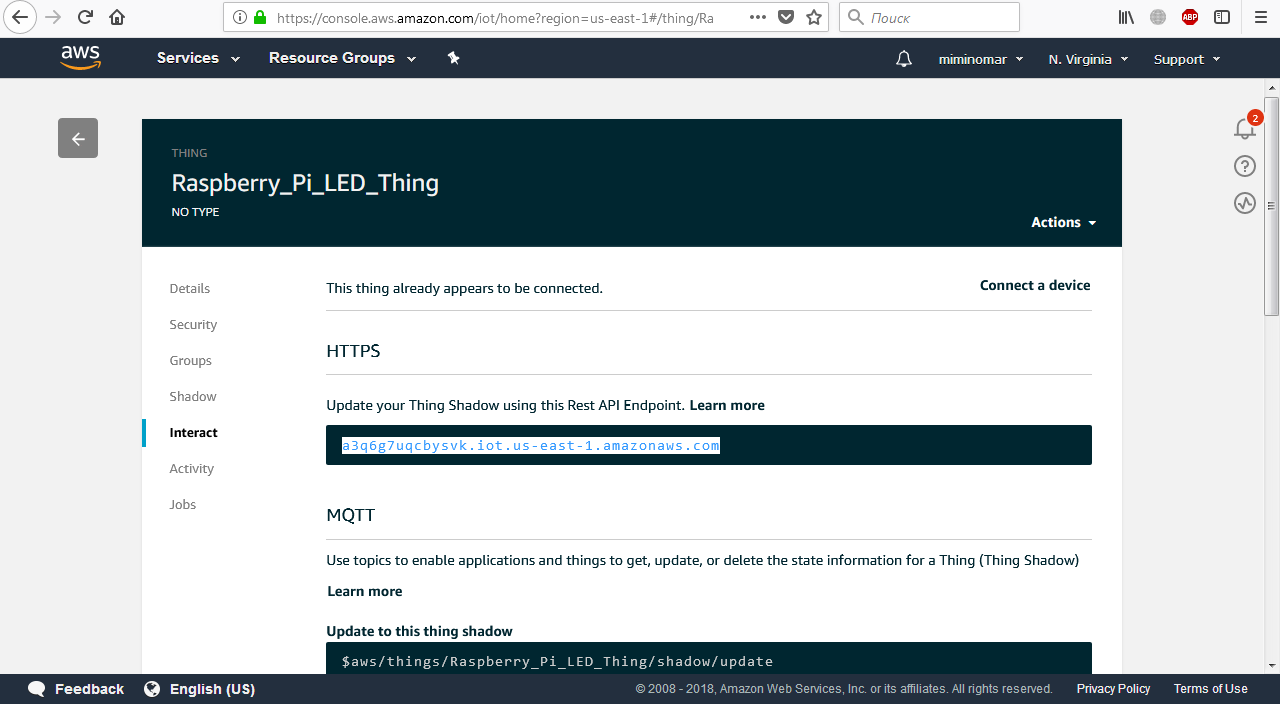 https://console.aws.amazon.com/iot/home?region=us-east-1#/thing/Ra
Поиск
ABP
aws
Services
Resource Groups
miminomar
N. Virginia
Support
2
THING
Raspberry_Pi_LED_Thing
NO TYPE
Actions
Details
Security
Groups
Shadow
Interact
Activity
Jobs
This thing already appears to be connected.
Connect a device
HTTPS
Update your Thing Shadow using this Rest API Endpoint. Learn more
a3q6g7uqcbysvk.iot.us-east-1.amazonaws.com
MQTT
Use topics to enable applications and things to get, update, or delete the state information for a Thing (Thing Shadow)
Learn more
Update to this thing shadow
$aws/things/Raspberry_Pi_LED_Thing/shadow/update
Feedback
English (US)
© 2008 - 2018, Amazon Web Services, Inc. or its affiliates. All rights reserved.
Privacy Policy
Terms of Use